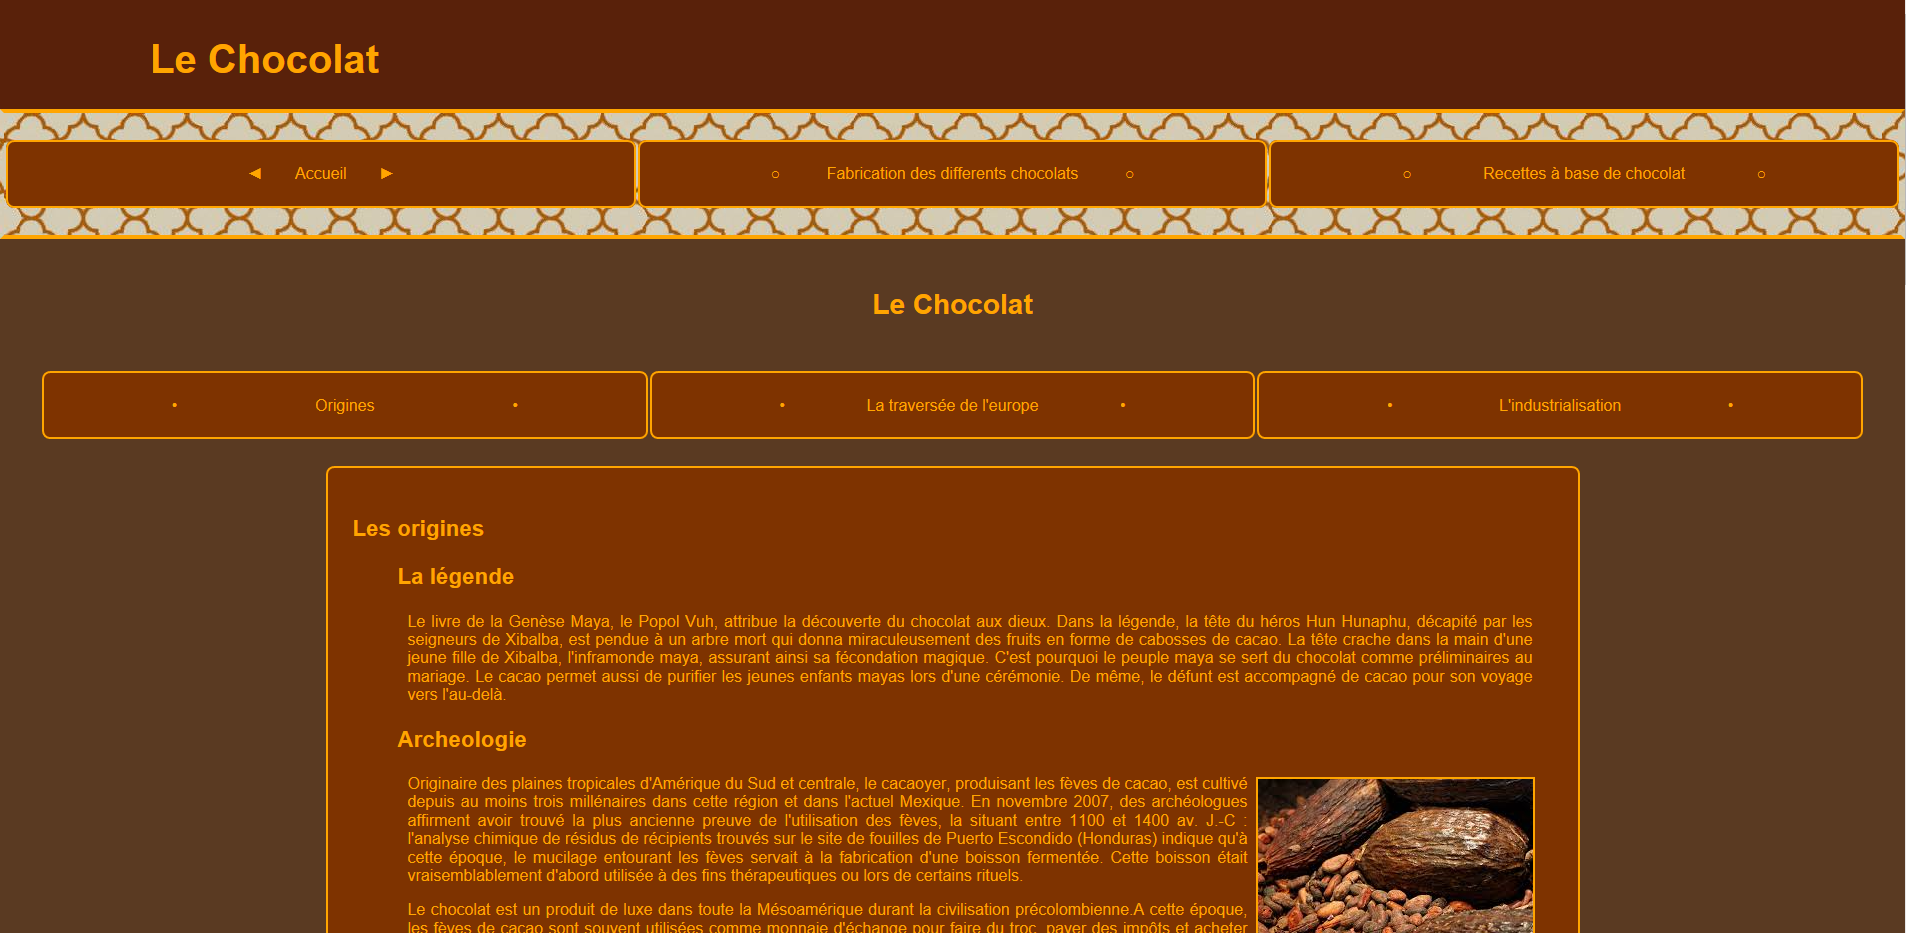 Le Chocolat
◄ Accueil ►
○ Fabrication des differents chocolats ○
○ Recettes à base de chocolat ○
Le Chocolat
• Origines •
• La traversée de l'europe •
• L'industrialisation •
Les origines
La légende
Le livre de la Genèse Maya, le Popol Vuh, attribue la découverte du chocolat aux dieux. Dans la légende, la tête du héros Hun Hunaphu, décapité par les
seigneurs de Xibalba, est pendue à un arbre mort qui donna miraculeusement des fruits en forme de cabosses de cacao. La tête crache dans la main d'une
jeune fille de Xibalba, l'inframonde maya, assurant ainsi sa fécondation magique. C'est pourquoi le peuple maya se sert du chocolat comme préliminaires au
mariage. Le cacao permet aussi de purifier les jeunes enfants mayas lors d'une cérémonie. De même, le défunt est accompagné de cacao pour son voyage
vers l'au-delà.
Archeologie
Originaire des plaines tropicales d'Amérique du Sud et centrale, le cacaoyer, produisant les fèves de cacao, est cultivé
depuis au moins trois millénaires dans cette région et dans l'actuel Mexique. En novembre 2007, des archéologues
affirment avoir trouvé la plus ancienne preuve de l'utilisation des fèves, la situant entre 1100 et 1400 av. J.-C :
l'analyse chimique de résidus de récipients trouvés sur le site de fouilles de Puerto Escondido (Honduras) indique qu'à
cette époque, le mucilage entourant les fèves servait à la fabrication d'une boisson fermentée. Cette boisson était
vraisemblablement d'abord utilisée à des fins thérapeutiques ou lors de certains rituels.
Le chocolat est un produit de luxe dans toute la Mésoamérique durant la civilisation précolombienne.A cette époque,
les fèves de cacao sont souvent utilisées comme monnaie d'échange pour faire du troc, payer des impôts et acheter